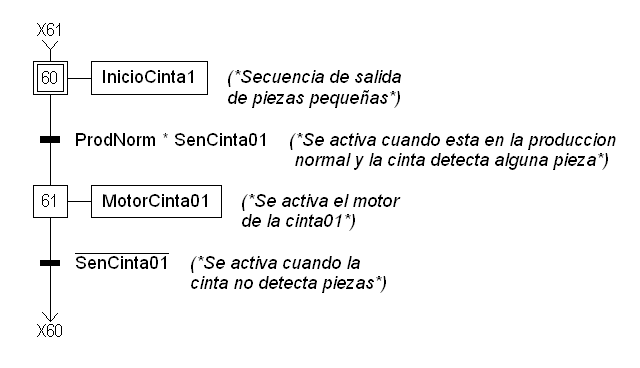 X61
60 InicioCinta1 (*Secuencia de salida
de piezas pequeñas*)
ProdNorm * SenCinta01 (*Se activa cuando esta en la produccion
normal y la cinta detecta alguna pieza*)
61 MotorCinta01 (*Se activa el motor
de la cinta01*)
SenCinta01 (*Se activa cuando la
cinta no detecta piezas*)
X60